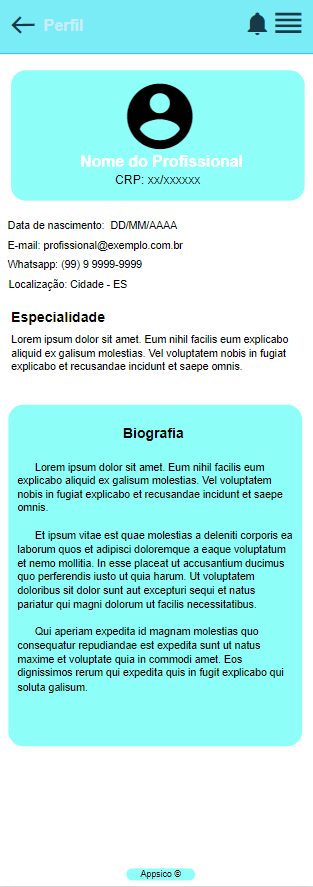 Perfil
Nome do Profissional
CRP: xx/xxxxxx
Data de nascimento: DD/MM/AAAA
E-mail: profissional@exemplo.com.br
Whatsapp: (99) 9 9999-9999
Localização: Cidade - ES
Especialidade
Lorem ipsum dolor sit amet. Eum nihil facilis eum explicabo
aliquid ex galisum molestias. Vel voluptatem nobis in fugiat
explicabo et recusandae incidunt et saepe omnis.
Biografia
Lorem ipsum dolor sit amet. Eum nihil facilis eum
explicabo aliquid ex galisum molestias. Vel voluptatem
nobis in fugiat explicabo et recusandae incidunt et saepe
omnis.
Et ipsum vitae est quae molestias a deleniti corporis ea
laborum quos et adipisci doloremque a eaque voluptatum
et nemo mollitia. In esse placeat ut accusantium ducimus
quo perferendis iusto ut quia harum. Ut voluptatem
doloribus sit dolor sunt aut excepturi sequi et natus
pariatur qui magni dolorum ut facilis necessitatibus.
Qui aperiam expedita id magnam molestias quo
consequatur repudiandae est expedita sunt ut natus
maxime et voluptate quia in commodi amet. Eos
dignissimos rerum qui expedita quis in fugit explicabo qui
soluta galisum.
Appsico ©